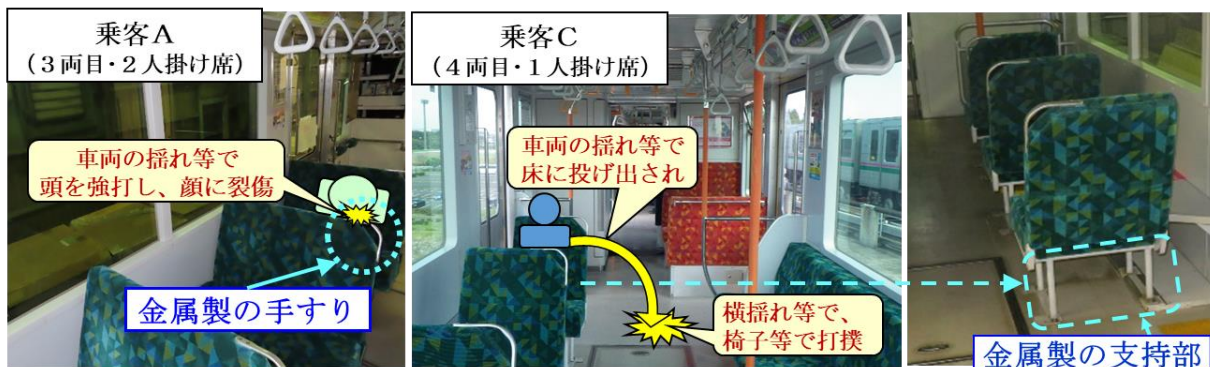 乗客A
(3両目・2人掛け席)
車両の揺れ等で
頭を強打し、顔に裂傷
金属製の手すり
乗客C
(4両目・1人掛け席)
車両の揺れ等で
床に投げ出され
横揺れ等で、
椅子等で打撲
金属製の支持部